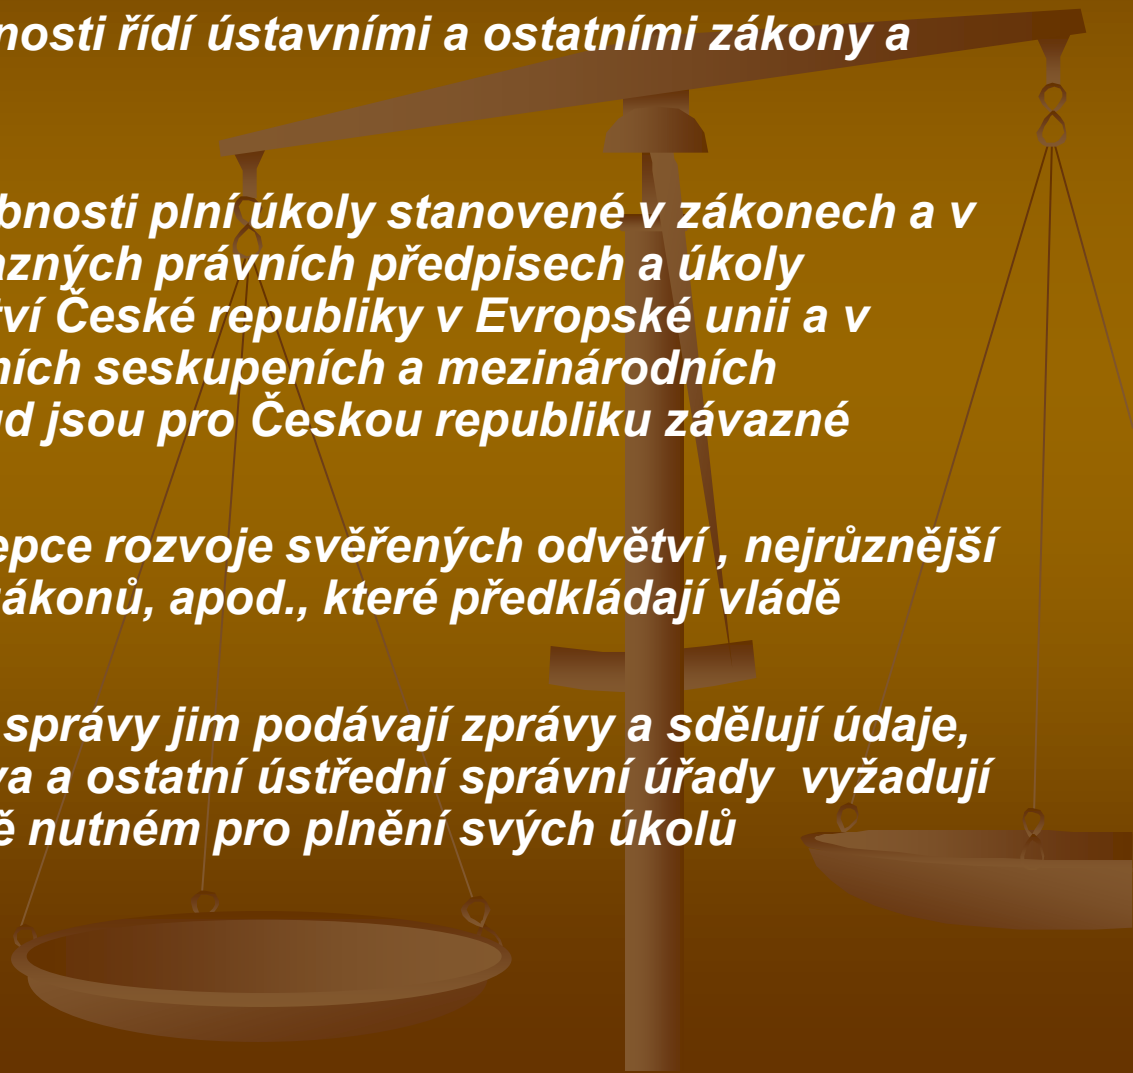 nosti řídí ústavními a ostatními zákony a
bnosti plní úkoly stanovené v zákonech a v
azných právních předpisech a úkoly
tví České republiky v Evropské unii a v
ních seskupeních a mezinárodních
ud jsou pro Českou republiku závazné
epce rozvoje svěřených odvětví , nejrůznější
zákonů, apod., které předkládají vládě
správy jim podávají zprávy a sdělují údaje,
va a ostatní ústřední správní úřady vyžadují
ě nutném pro plnění svých úkolů